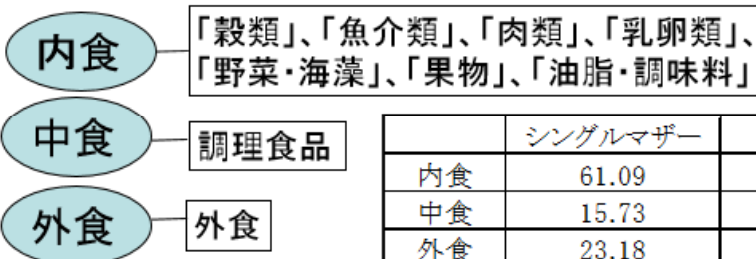 内食
「穀類」、「魚介類」、「肉類」、「乳卵類」、
「野菜・海藻」、「果物」、「油脂・調味料」
中食
調理食品
外食
外食
シングルマザー
内食 61.09
中食 15.73
外食 23.18